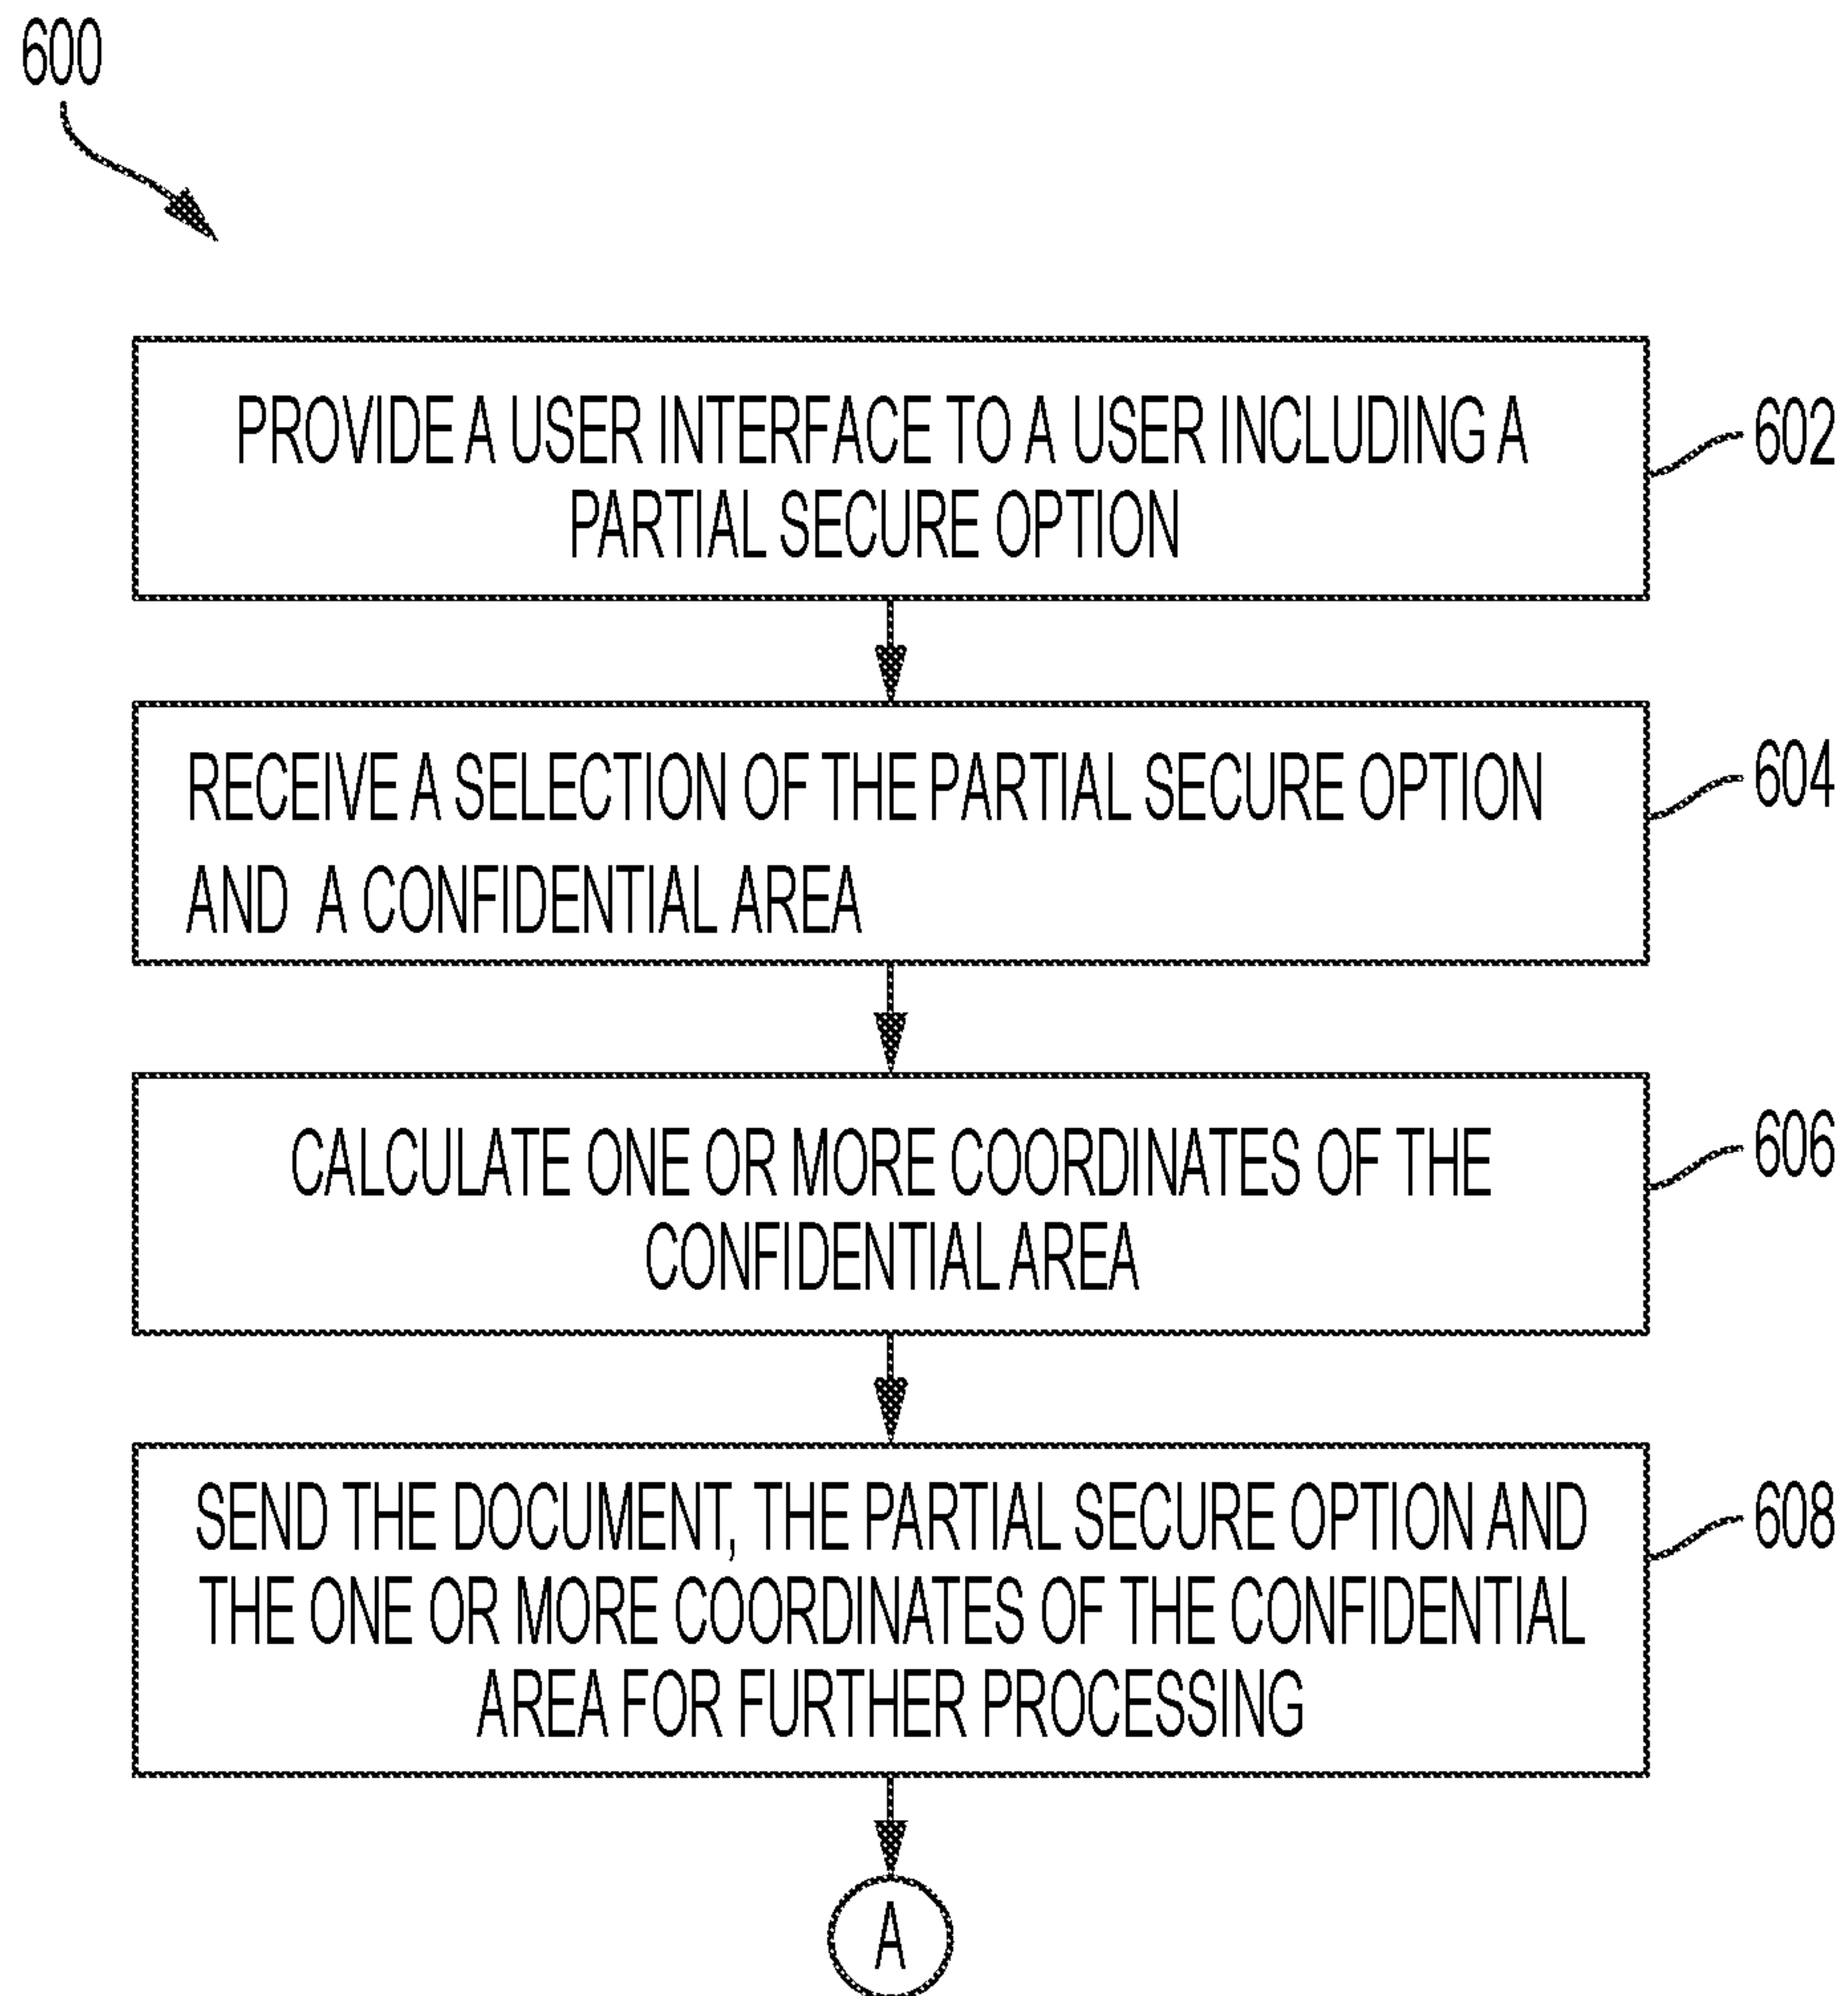 600
PROVIDE A USER INTERFACE TO A USER INCLUDING A
PARTIAL SECURE OPTION
602
RECEIVE A SELECTION OF THE PARTIAL SECURE OPTION
AND A CONFIDENTIAL AREA
604
CALCULATE ONE OR MORE COORDINATES OF THE
CONFIDENTIAL AREA
606
SEND THE DOCUMENT, THE PARTIAL SECURE OPTION AND
THE ONE OR MORE COORDINATES OF THE CONFIDENTIAL
AREA FOR FURTHER PROCESSING
608
A